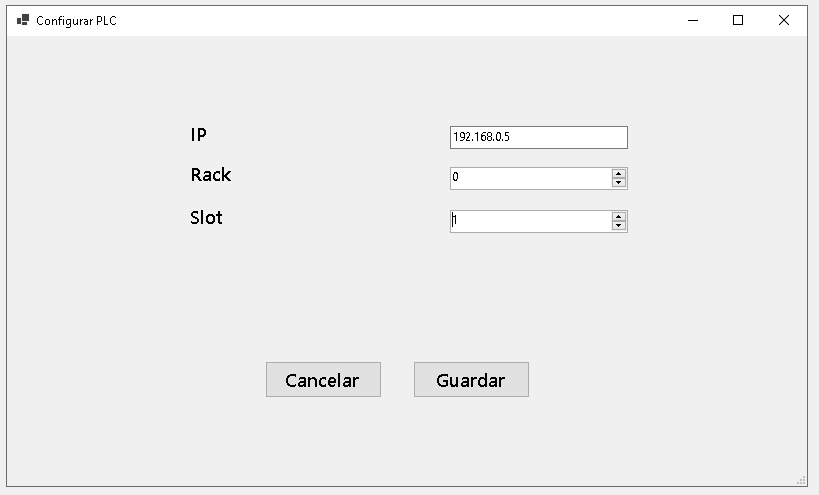 Configurar PLC
IP 192.168.0.5
Rack 0
Slot 1
Cancelar Guardar